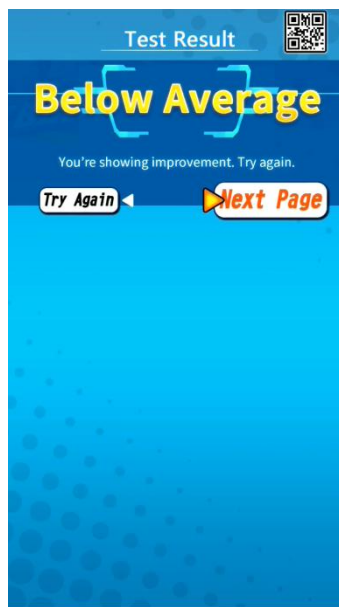 Test Result
Below Average
You're showing improvement. Try again.
Try Again
Next Page